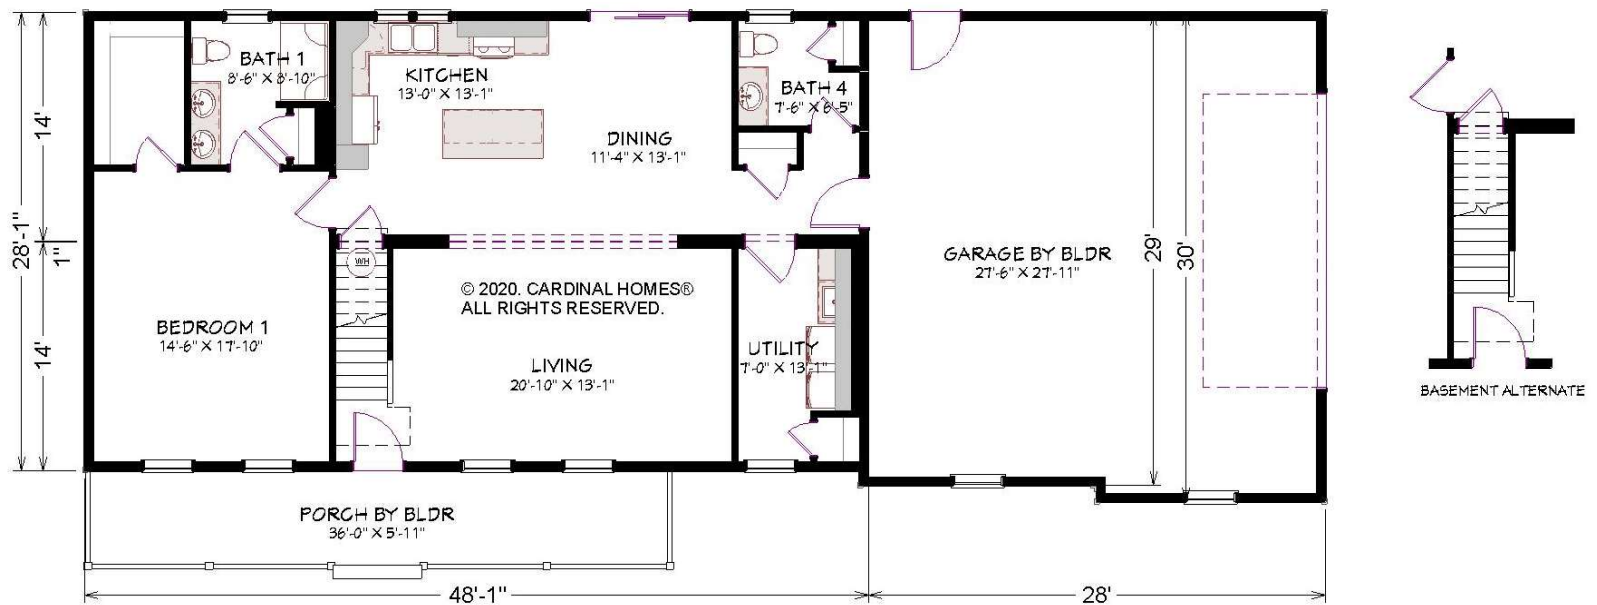 BATH 1
8'-6" X 8'-10"
KITCHEN
13'-0" X 13'-1"
DINING
11'-4" X 13'-1"
BATH 4
7'-6" X 6'-5"
14'
28'-1"
1"
14'
WH
GARAGE BY BLDR
27'-6" X 27'-11"
29'
30'
© 2020. CARDINAL HOMES®
ALL RIGHTS RESERVED.
BEDROOM 1
14'-6" X 17'-10"
LIVING
20'-10" X 13'-1"
UTILITY
7'-0" X 13'-1"
BASEMENT ALTERNATE
PORCH BY BLDR
36'-0" X 5'-11"
48'-1"
28'